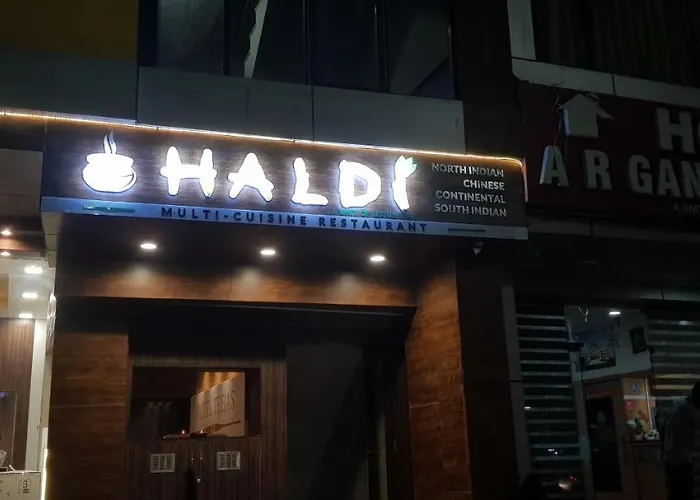 HALDI
NORTH INDIAN
CHINESE
CONTINENTAL
SOUTH INDIAN
MULTI-CUISINE RESTAURANT
A R GAN